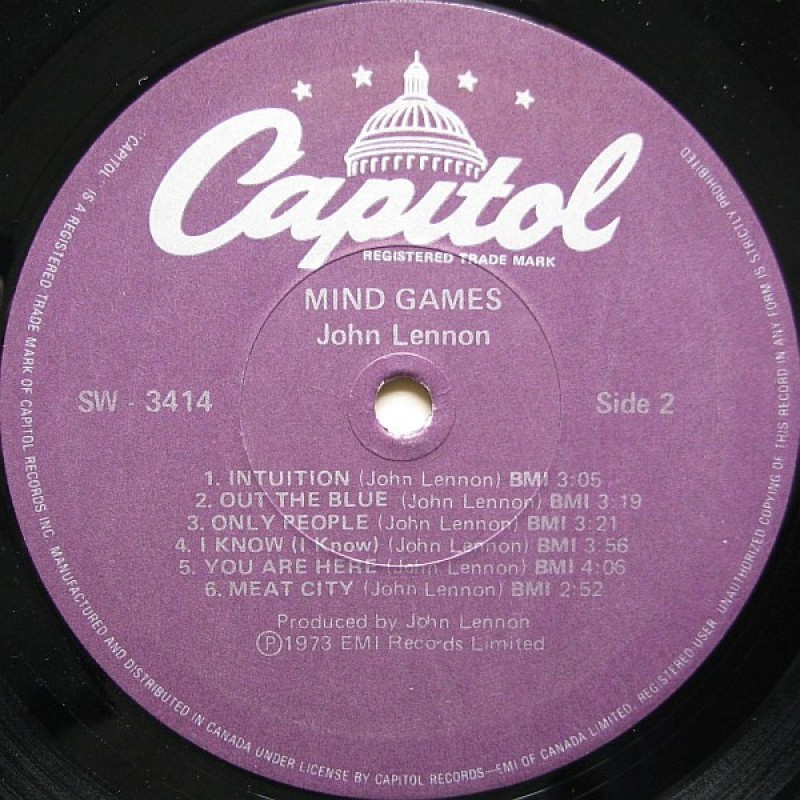 Capitol
REGISTERED TRADE MARK
MIND GAMES
John Lennon
SW - 3414
Side 2
1. INTUITION (John Lennon) BMI 3:05
2. OUT THE BLUE (John Lennon) BMI 3:19
3. ONLY PEOPLE (John Lennon) BMI 3:21
4. I KNOW (I Know) (John Lennon) BMI 3:56
5. YOU ARE HERE (John Lennon) BMI 4:06
6. MEAT CITY (John Lennon) BMI 2:52
Produced by John Lennon
Ⓟ1973 EMI Records Limited
"CAPITOL" IS A REGISTERED TRADE MARK OF CAPITOL RECORDS INC. MANUFACTURED AND DISTRIBUTED IN CANADA UNDER LICENSE BY CAPITOL RECORDS—EMI OF CANADA LIMITED, REGISTERED USER. UNAUTHORIZED COPYING OF THIS RECORD IN ANY FORM IS STRICTLY PROHIBITED